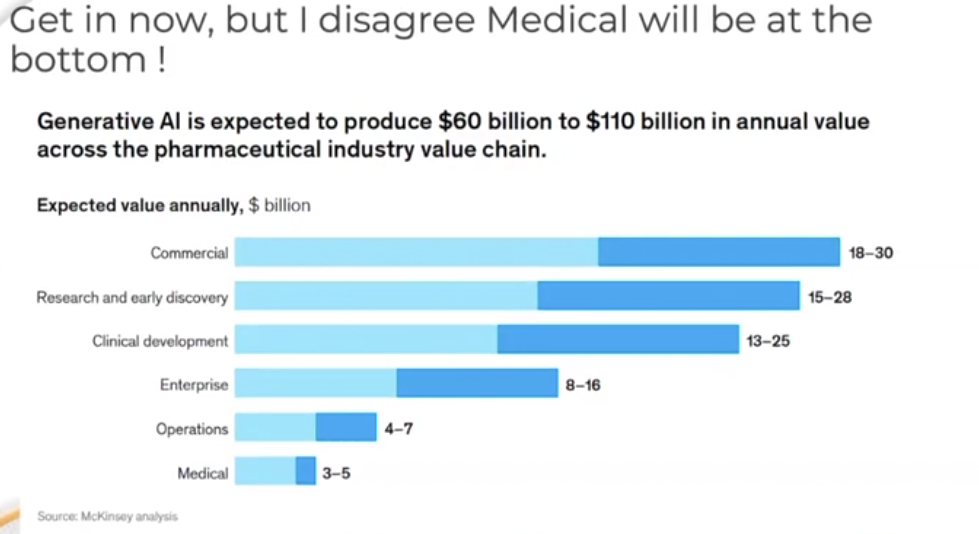 Get in now, but I disagree Medical will be at the
bottom !
Generative AI is expected to produce $60 billion to $110 billion in annual value
across the pharmaceutical industry value chain.
Expected value annually, $ billion
Commercial 18–30
Research and early discovery 15–28
Clinical development 13–25
Enterprise 8–16
Operations 4–7
Medical 3–5
Source: McKinsey analysis